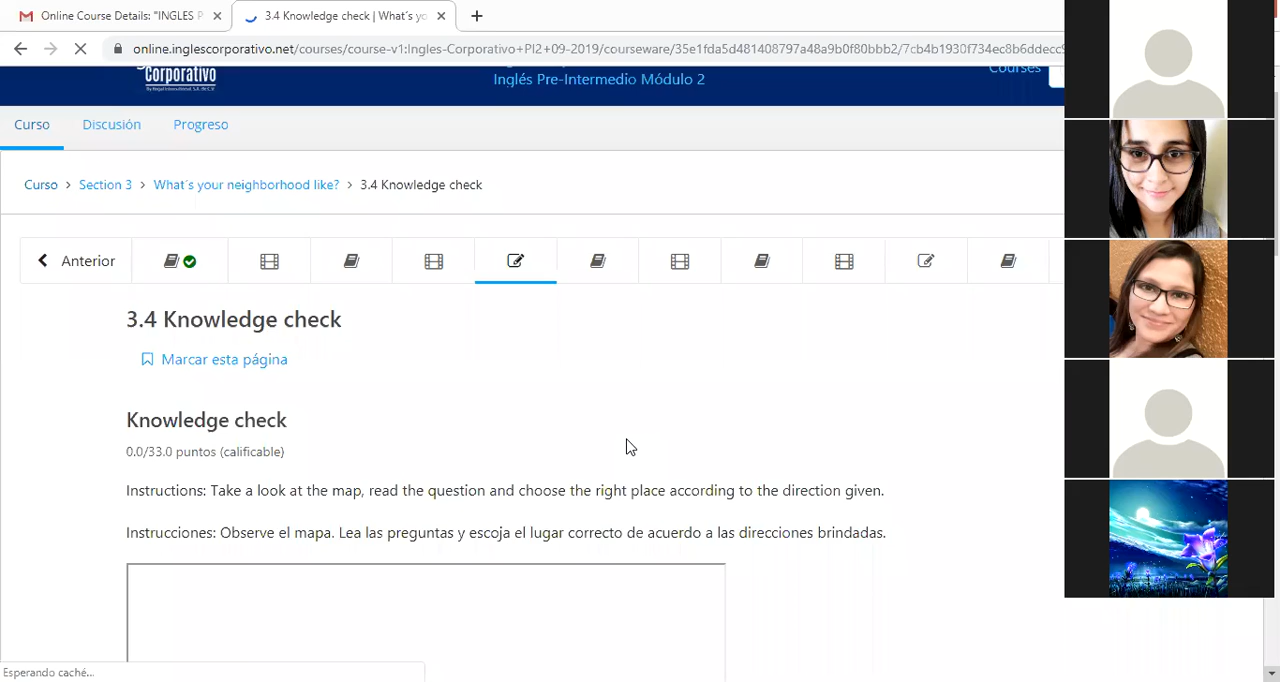 Online Course Details: "INGLES P
3.4 Knowledge check | What´s yo
online.inglescorporativo.net/courses/course-v1:Ingles-Corporativo+PI2+09-2019/courseware/35e1fda5d481408797a48a9b0f80bbb2/7cb4b1930f734ec8b6ddecc9
Corporativo
Inglés Pre-Intermedio Módulo 2
Courses
Curso
Discusión
Progreso
Curso > Section 3 > What´s your neighborhood like? > 3.4 Knowledge check
Anterior
3.4 Knowledge check
Marcar esta página
Knowledge check
0.0/33.0 puntos (calificable)
Instructions: Take a look at the map, read the question and choose the right place according to the direction given.
Instrucciones: Observe el mapa. Lea las preguntas y escoja el lugar correcto de acuerdo a las direcciones brindadas.
Esperando caché...